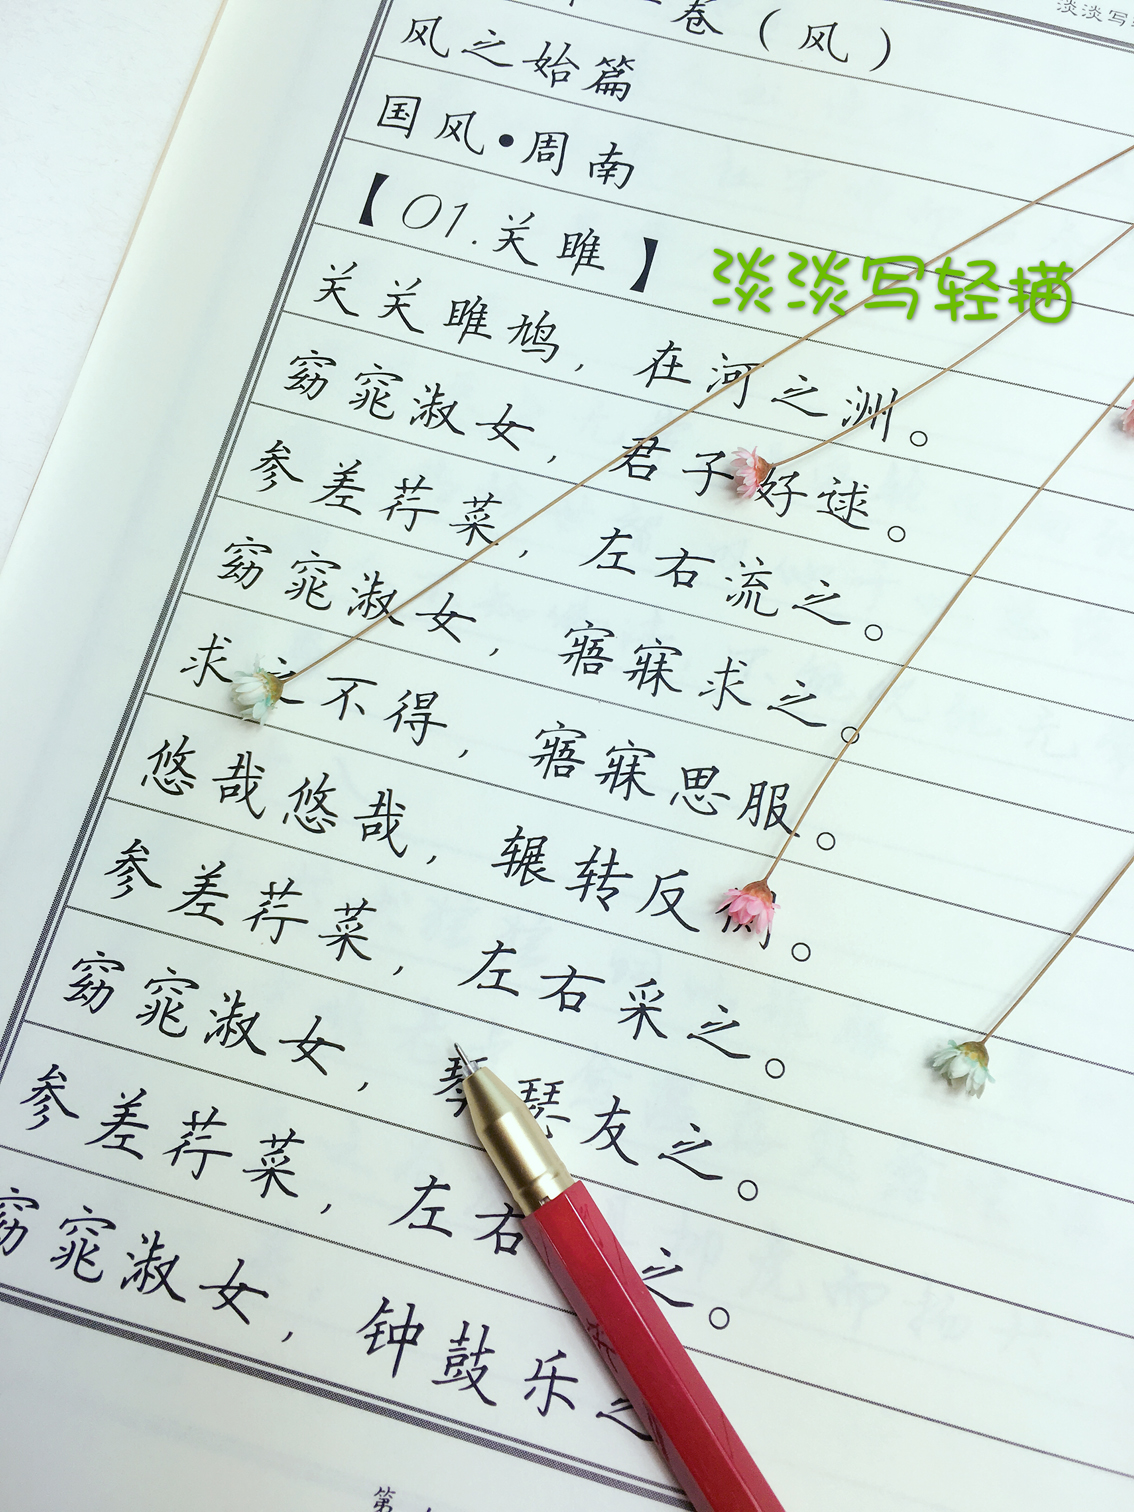 淡淡写
卷（风）
风之始篇
国风•周南
【01.关雎】
淡淡写轻描
关关雎鸠，在河之洲。
窈窕淑女，君子好逑。
参差荇菜，左右流之。
窈窕淑女，寤寐求之。
求之不得，寤寐思服。
悠哉悠哉，辗转反侧。
参差荇菜，左右采之。
窈窕淑女，琴瑟友之。
参差荇菜，左右之。
窈窕淑女，钟鼓乐之
第